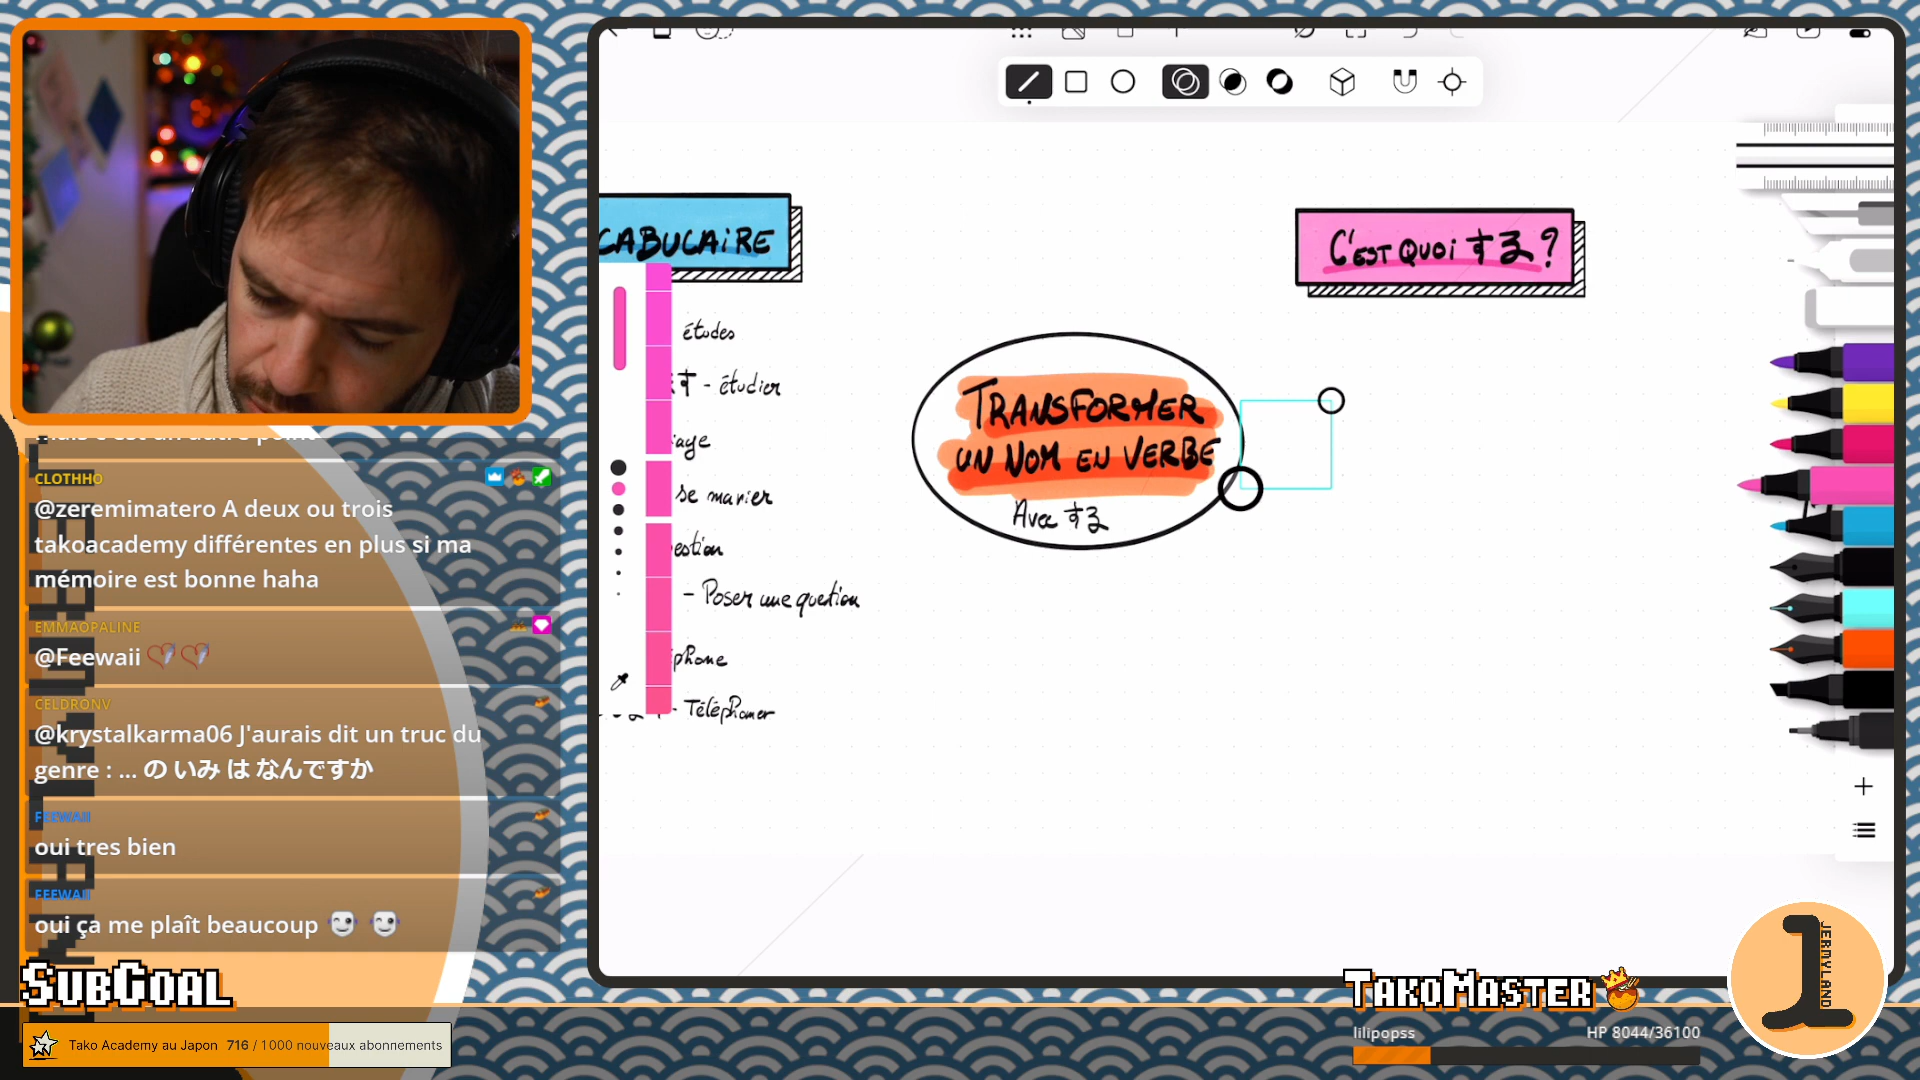 CLOTHHO
@zeremimatero A deux ou trois
takoacademy différentes en plus si ma
mémoire est bonne haha
EMMAOPALINE
@Feewaii
CELDRONV
@krystalkarma06 J'aurais dit un truc du
genre : ... の いみ は なんですか
FEEWAII
oui tres bien
FEEWAII
oui ça me plaît beaucoup
SUBGOAL
Tako Academy au Japon 716 / 1000 nouveaux abonnements
CABULAIRE
études
す - étudier
age
se marier
estion
- Poser une question
phone
- Téléphoner
TRANSFORMER
UN NOM EN VERBE
Avec する
C'EST QUOI する?
TAKOMASTER
lilipopss HP 8044/36100
JERMYLAND